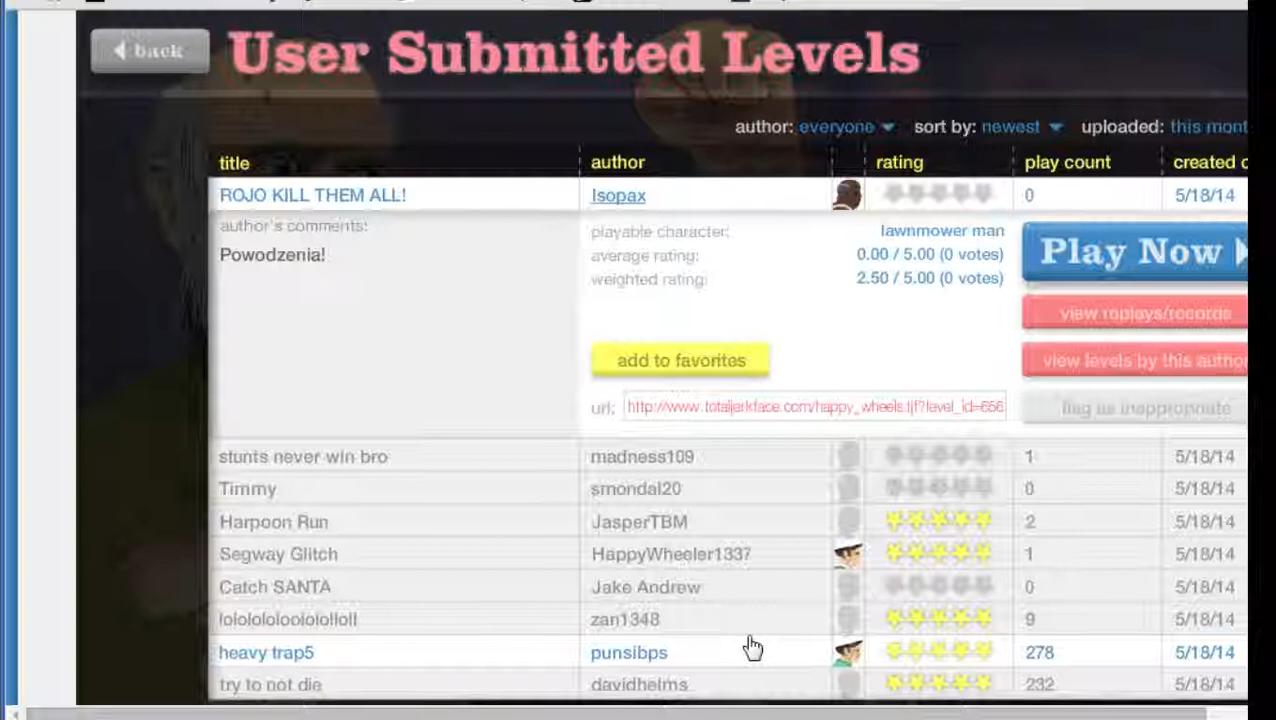 back
User Submitted Levels
author: everyone sort by: newest uploaded: this mont
title author rating play count created o
ROJO KILL THEM ALL! Isopax 0 5/18/14
author's comments:
Powodzenia!
playable character: lawnmower man
average rating: 0.00 / 5.00 (0 votes)
weighted rating: 2.50 / 5.00 (0 votes)
Play Now
view replays/records
add to favorites
view levels by this autho
url: http://www.totaljerkface.com/happy_wheels.tjf?level_id=656
flag as inappropriate
stunts never win bro madness109 1 5/18/14
Timmy smondal20 0 5/18/14
Harpoon Run JasperTBM 2 5/18/14
Segway Glitch HappyWheeler1337 1 5/18/14
Catch SANTA Jake Andrew 0 5/18/14
zan1348 9 5/18/14
heavy trap5 punsibps 278 5/18/14
try to not die davidhelms 232 5/18/14